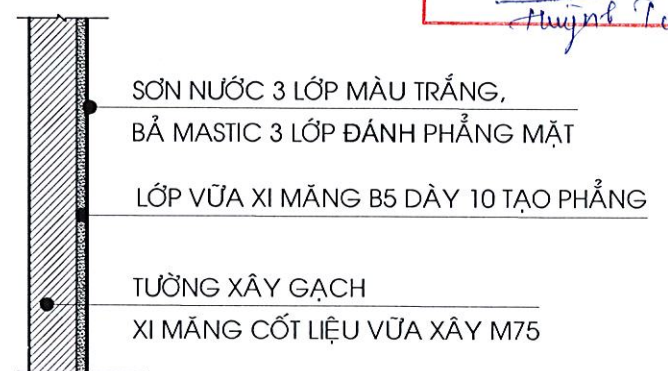 Huỳnh
SƠN NƯỚC 3 LỚP MÀU TRẮNG,
BẢ MASTIC 3 LỚP ĐÁNH PHẲNG MẶT
LỚP VỮA XI MĂNG B5 DÀY 10 TẠO PHẲNG
TƯỜNG XÂY GẠCH
XI MĂNG CỐT LIỆU VỮA XÂY M75